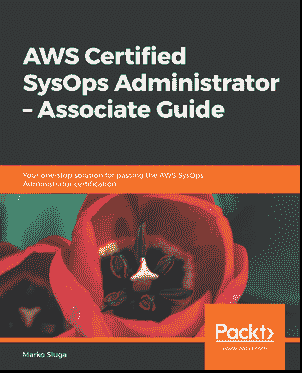 AWS Certified
SysOps Administrator
– Associate Guide
Your one-stop solution for passing the AWS SysOps
Administrator certification
Packt>
Marko Sluga